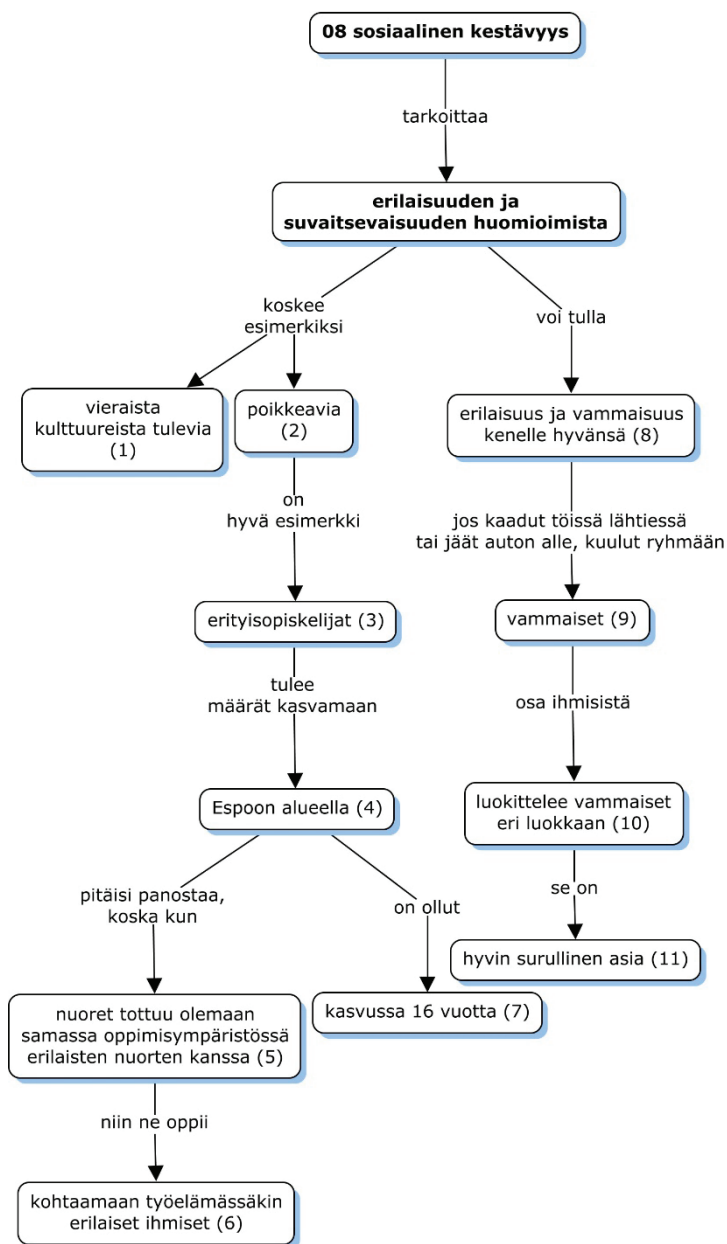 08 sosiaalinen kestävyys
tarkoittaa
erilaisuuden ja
suvaitsevaisuuden huomioimista
koskee
esimerkiksi
voi tulla
vieraista
kulttuureista tulevia
(1)
poikkeavia
(2)
erilaisuus ja vammaisuus
kenelle hyvänsä (8)
on
hyvä esimerkki
jos kaadut töissä lähtiessä
tai jäät auton alle, kuulut ryhmään
erityisopiskelijat (3)
vammaiset (9)
tulee
määrät kasvamaan
osa ihmisistä
Espoon alueella (4)
luokittelee vammaiset
eri luokkaan (10)
pitäisi panostaa,
koska kun
on ollut
se on
hyvin surullinen asia (11)
nuoret tottuu olemaan
samassa oppimisympäristössä
erilaisten nuorten kanssa (5)
kasvussa 16 vuotta (7)
niin ne oppii
kohtaamaan työelämässäkin
erilaiset ihmiset (6)